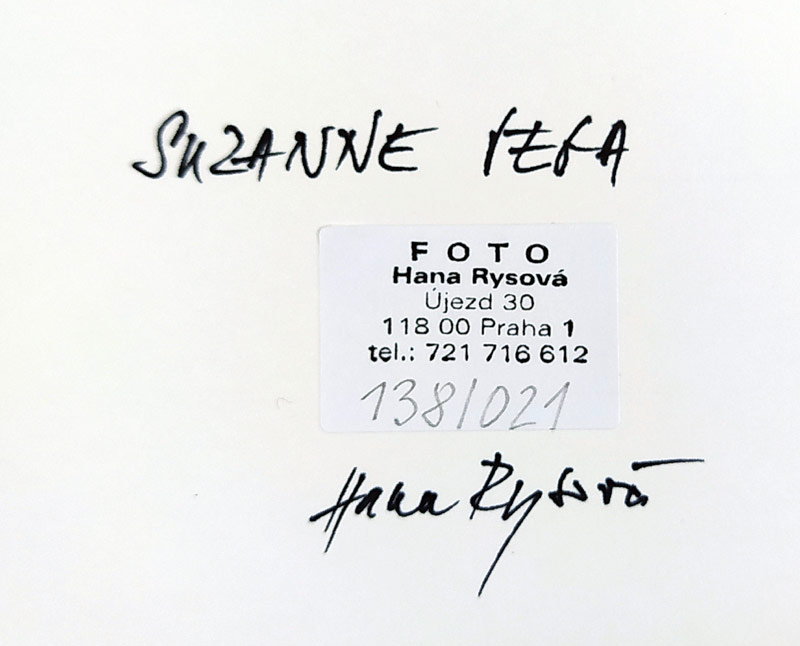 SUZANNE VEGA
FOTO
Hana Rysová
Újezd 30
118 00 Praha 1
tel.: 721 716 612
138/021
Hana Rysová